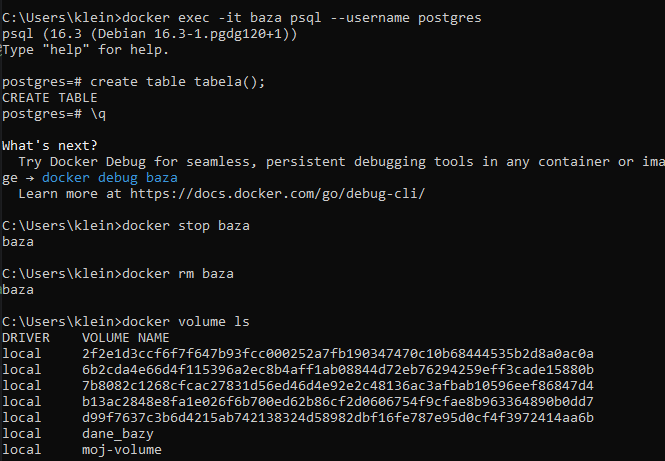 C:\Users\klein>docker exec -it baza psql --username postgres
psql (16.3 (Debian 16.3-1.pgdg120+1))
Type "help" for help.
postgres=# create table tabela();
CREATE TABLE
postgres=# \q
What's next?
Try Docker Debug for seamless, persistent debugging tools in any container or ima
ge → docker debug baza
Learn more at https://docs.docker.com/go/debug-cli/
C:\Users\klein>docker stop baza
baza
C:\Users\klein>docker rm baza
baza
C:\Users\klein>docker volume ls
DRIVER    VOLUME NAME
local     2f2e1d3ccf6f7f647b93fcc000252a7fb190347470c10b68444535b2d8a0ac0a
local     6b2cda4e66d4f115396a2ec8b4aff1ab08844d72eb76294259eff3cade15880b
local     7b8082c1268cfcac27831d56ed46d4e92e2c48136ac3afbab10596eef86847d4
local     b13ac2848e8fa1e026f6b700ed62b86cf2d0606754f9cfae8b963364890b0dd7
local     d99f7637c3b6d4215ab742138324d58982dbf16fe787e95d0cf4f3972414aa6b
local     dane_bazy
local     moj-volume